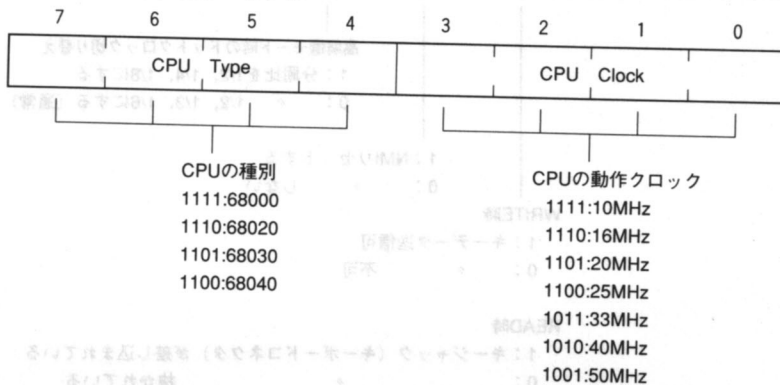 7 6 5 4 3 2 1 0
CPU Type
CPU Clock
CPUの種別
1111:68000
1110:68020
1101:68030
1100:68040
CPUの動作クロック
1111:10MHz
1110:16MHz
1101:20MHz
1100:25MHz
1011:33MHz
1010:40MHz
1001:50MHz